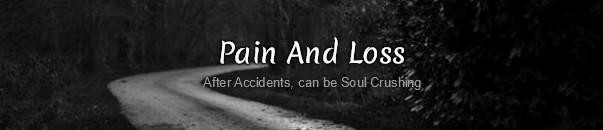 Pain And Loss
After Accidents, can be Soul Crushing